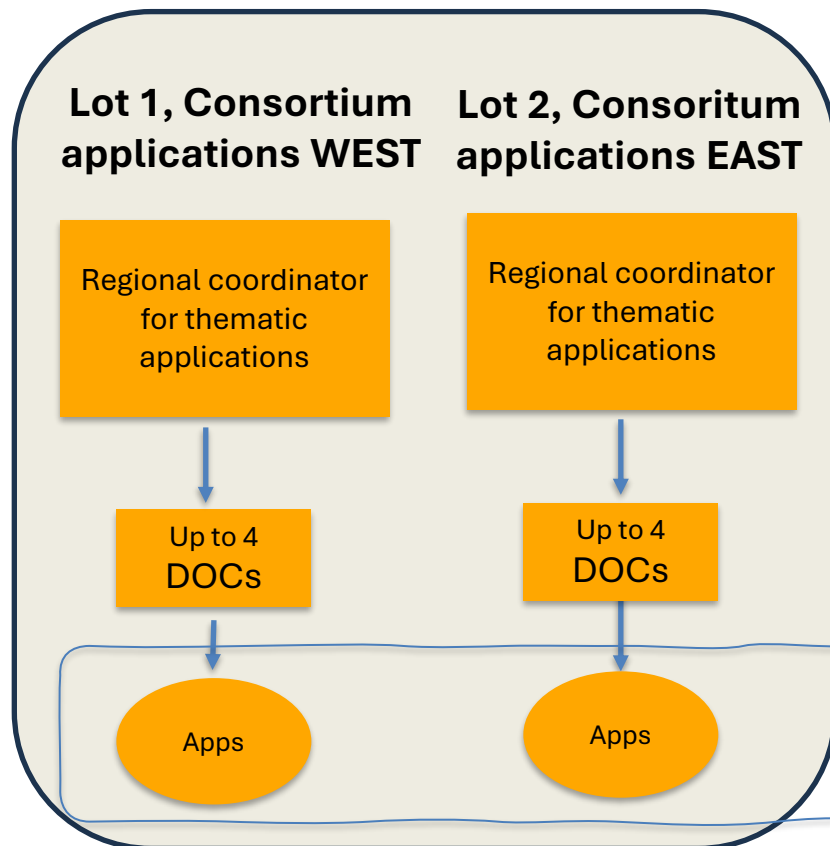 Lot 1, Consortium
applications WEST
Lot 2, Consoritum
applications EAST
Regional coordinator
for thematic
applications
Regional coordinator
for thematic
applications
Up to 4
DOCs
Up to 4
DOCs
Apps
Apps